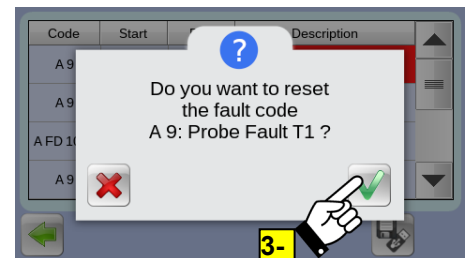 Code Start Description
?
A 9
Do you want to reset
the fault code
A 9: Probe Fault T1 ?
A 9
A FD 10
A 9
3-